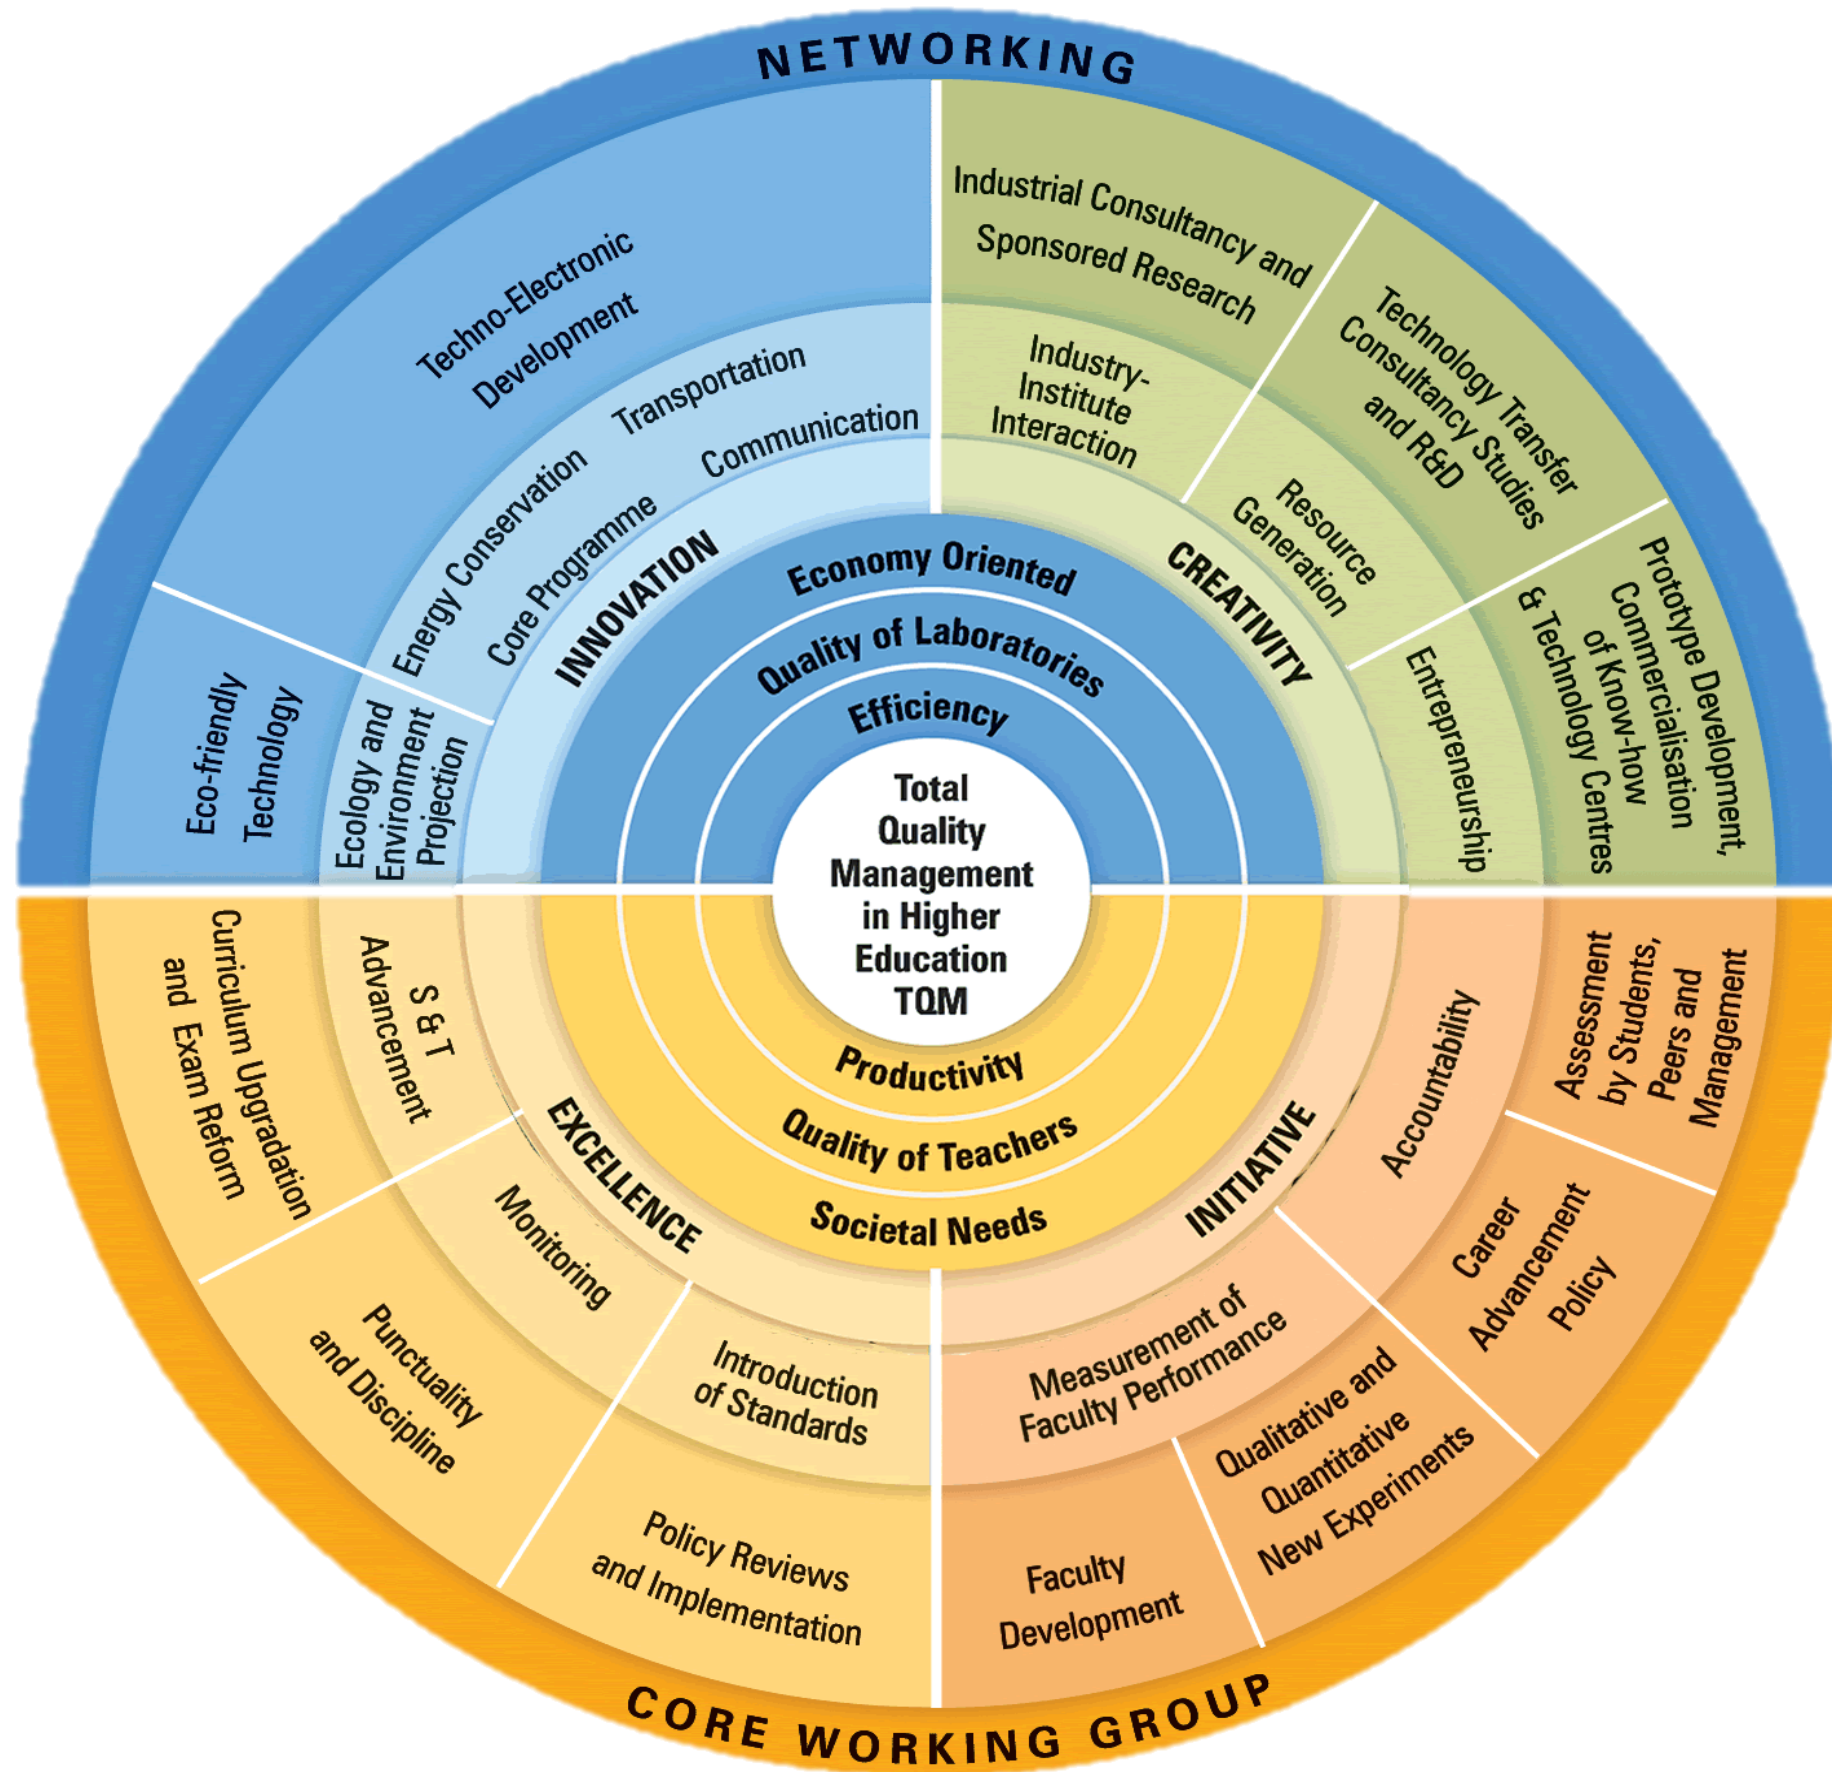 NETWORKING
Techno-Electronic
Development
Industrial Consultancy and
Sponsored Research
Technology Transfer
Consultancy Studies
and R&D
Prototype Development,
Commercialisation
of Know-how
& Technology Centres
Eco-friendly
Technology
Transportation
Communication
Energy Conservation
Core Programme
Ecology and
Environment
Projection
Industry-
Institute
Interaction
Resource
Generation
Entrepreneurship
INNOVATION
CREATIVITY
Economy Oriented
Quality of Laboratories
Efficiency
Total
Quality
Management
in Higher
Education
TQM
Productivity
Quality of Teachers
Societal Needs
EXCELLENCE
INITIATIVE
S & T
Advancement
Monitoring
Introduction
of Standards
Measurement of
Faculty Performance
Accountability
Curriculum Upgradation
and Exam Reform
Punctuality
and Discipline
Policy Reviews
and Implementation
Faculty
Development
Qualitative and
Quantitative
New Experiments
Career
Advancement
Policy
Assessment
by Students,
Peers and
Management
CORE WORKING GROUP